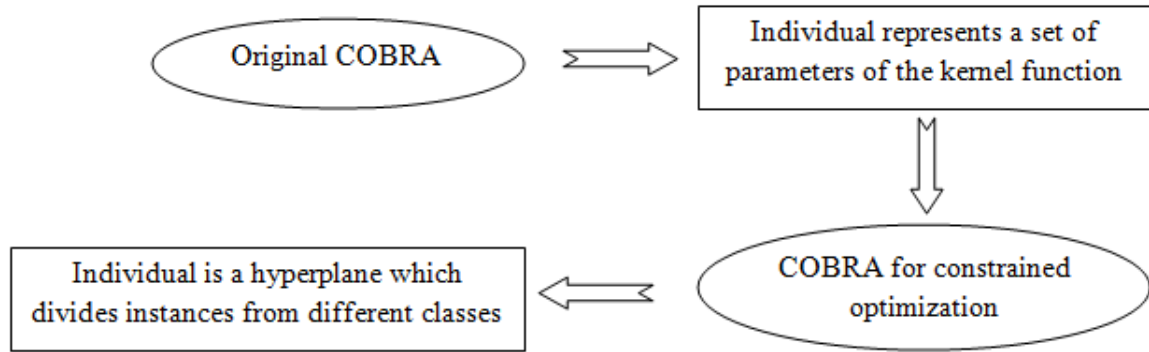 Original COBRA
Individual represents a set of
parameters of the kernel function
COBRA for constrained
optimization
Individual is a hyperplane which
divides instances from different classes